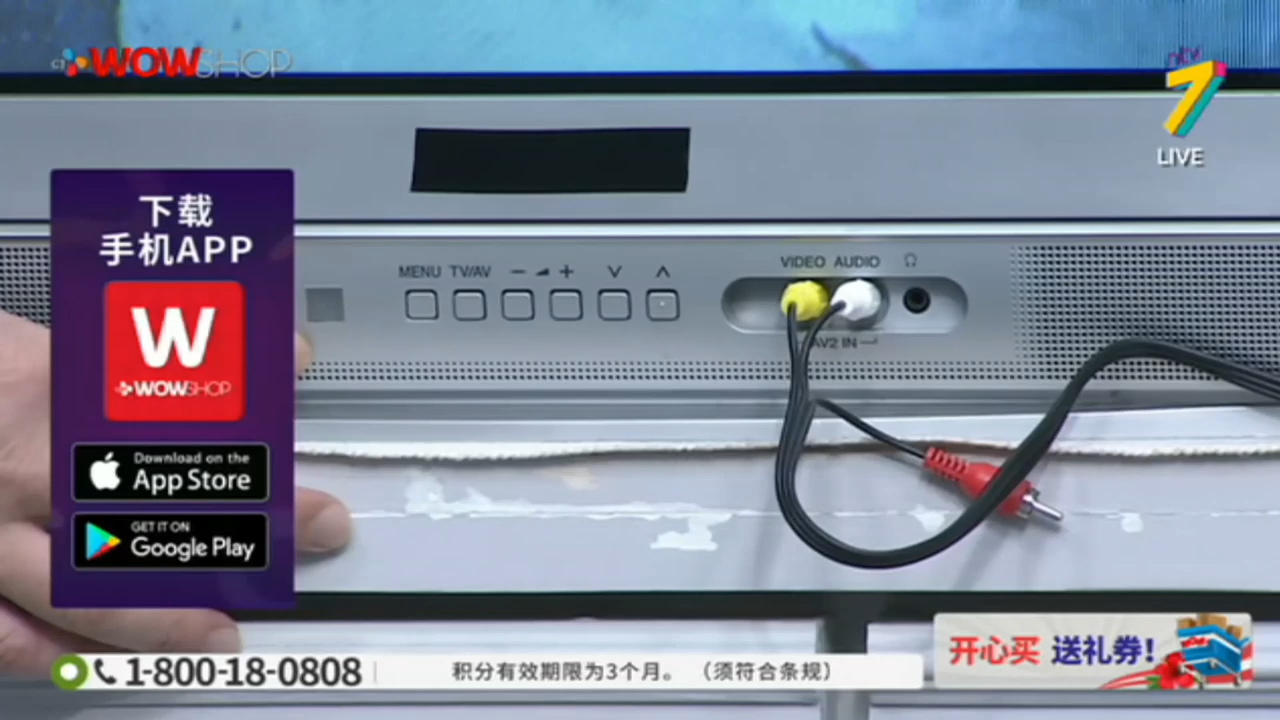 CJ WOWSHOP
ntv
7
LIVE
下载
手机APP
W
WOWSHOP
Download on the
App Store
GET IT ON
Google Play
MENU TV/AV − + ∨ ∧
VIDEO AUDIO
AV2 IN
开心买 送礼券!
1-800-18-0808
积分有效期限为3个月。（须符合条规）